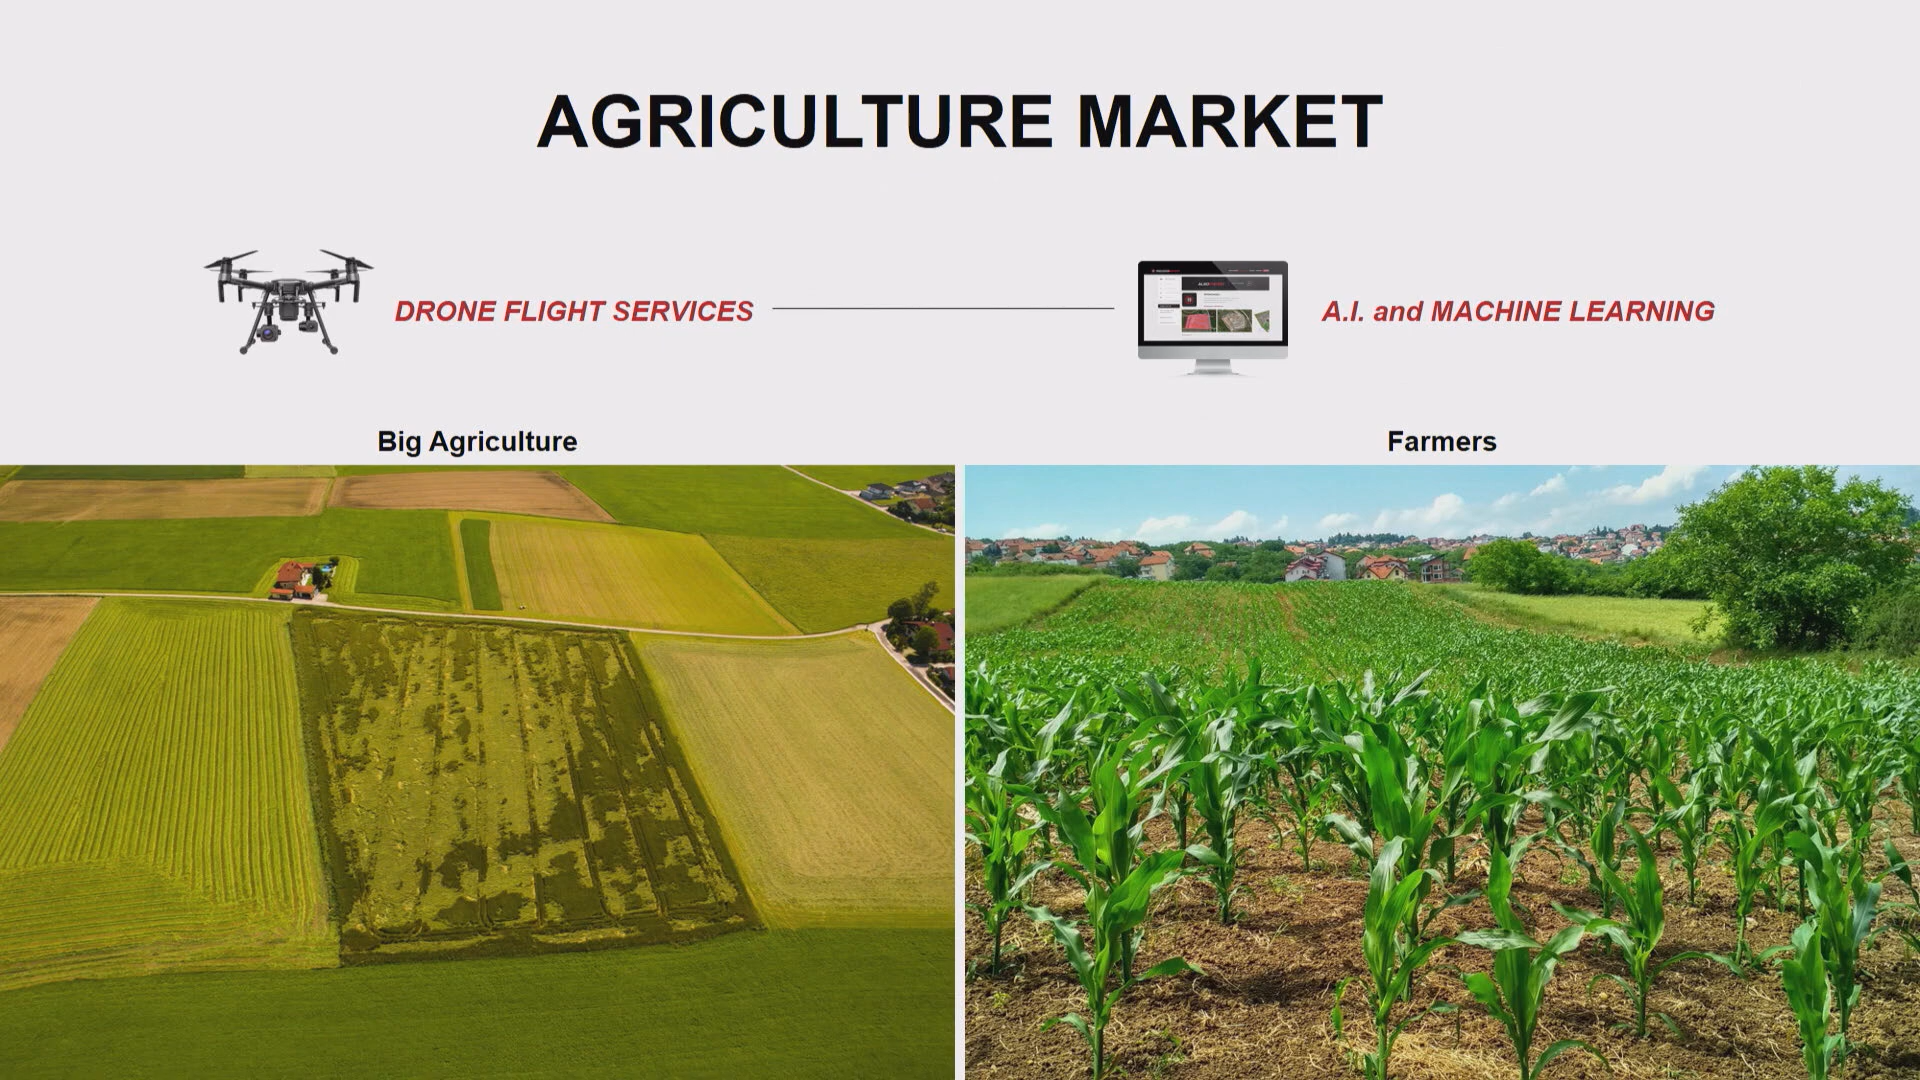 AGRICULTURE MARKET
DRONE FLIGHT SERVICES
A.I. and MACHINE LEARNING
Big Agriculture
Farmers